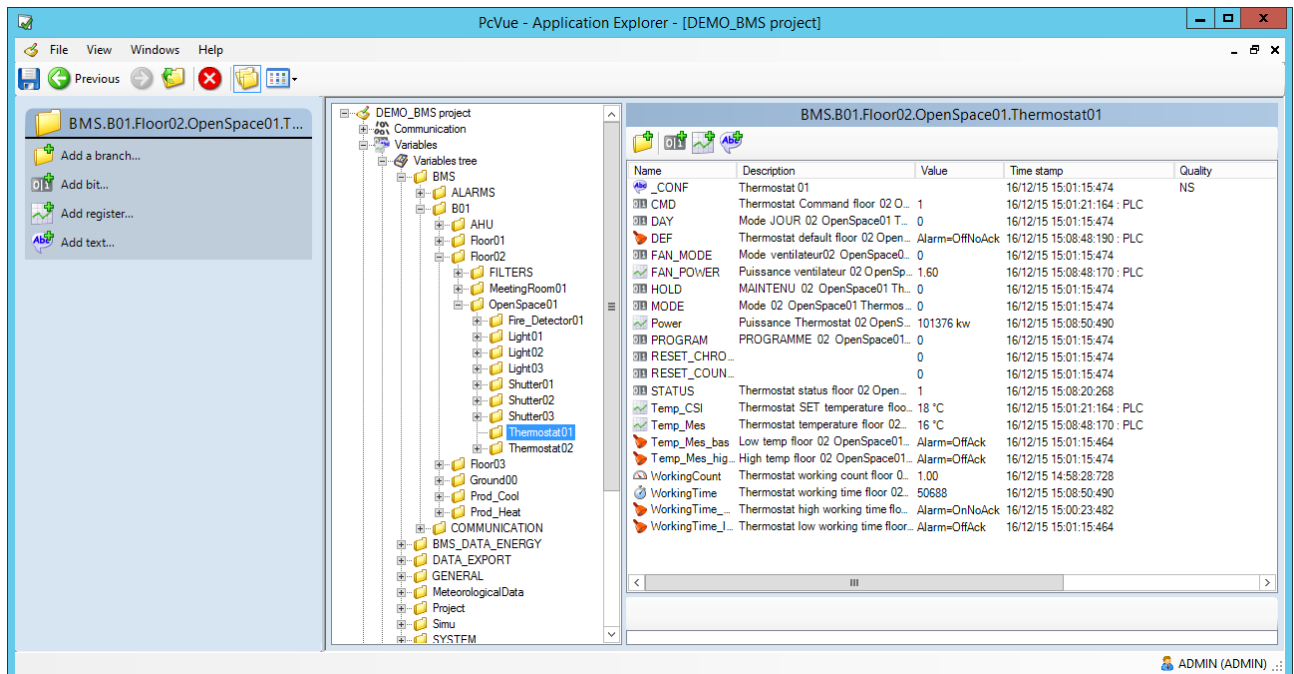 PcVue - Application Explorer - [DEMO_BMS project]
File View Windows Help
Previous
BMS.B01.Floor02.OpenSpace01.T...
Add a branch...
Add bit...
Add register...
Add text...
DEMO_BMS project
Communication
Variables
Variables tree
BMS
ALARMS
B01
AHU
Floor01
Floor02
FILTERS
MeetingRoom01
OpenSpace01
Fire_Detector01
Light01
Light02
Light03
Shutter01
Shutter02
Shutter03
Thermostat01
Thermostat02
Floor03
Ground00
Prod_Cool
Prod_Heat
COMMUNICATION
BMS_DATA_ENERGY
DATA_EXPORT
GENERAL
MeteorologicalData
Project
Simu
SYSTEM
BMS.B01.Floor02.OpenSpace01.Thermostat01
Name Description Value Time stamp Quality
_CONF Thermostat 01 16/12/15 15:01:15:474 NS
CMD Thermostat Command floor 02 O... 1 16/12/15 15:01:21:164 : PLC
DAY Mode JOUR 02 OpenSpace01 T... 0 16/12/15 15:01:15:474
DEF Thermostat default floor 02 Open... Alarm=OffNoAck 16/12/15 15:08:48:190 : PLC
FAN_MODE Mode ventilateur02 OpenSpace0... 0 16/12/15 15:01:15:474
FAN_POWER Puissance ventilateur 02 OpenSp... 1.60 16/12/15 15:08:48:170 : PLC
HOLD MAINTENU 02 OpenSpace01 Th... 0 16/12/15 15:01:15:474
MODE Mode 02 OpenSpace01 Thermos... 0 16/12/15 15:01:15:474
Power Puissance Thermostat 02 OpenS... 101376 kw 16/12/15 15:08:50:490
PROGRAM PROGRAMME 02 OpenSpace01... 0 16/12/15 15:01:15:474
RESET_CHRO... 0 16/12/15 15:01:15:474
RESET_COUN... 0 16/12/15 15:01:15:474
STATUS Thermostat status floor 02 Open... 1 16/12/15 15:08:20:268
Temp_CSI Thermostat SET temperature floo... 18 °C 16/12/15 15:01:21:164 : PLC
Temp_Mes Thermostat temperature floor 02... 16 °C 16/12/15 15:08:48:170 : PLC
Temp_Mes_bas Low temp floor 02 OpenSpace01... Alarm=OffAck 16/12/15 15:01:15:464
Temp_Mes_hig... High temp floor 02 OpenSpace01... Alarm=OffAck 16/12/15 15:01:15:474
WorkingCount Thermostat working count floor 0... 1.00 16/12/15 14:58:28:728
WorkingTime Thermostat working time floor 02... 50688 16/12/15 15:08:50:490
WorkingTime_... Thermostat high working time flo... Alarm=OnNoAck 16/12/15 15:00:23:482
WorkingTime_l... Thermostat low working time floor... Alarm=OffAck 16/12/15 15:01:15:464
ADMIN (ADMIN)